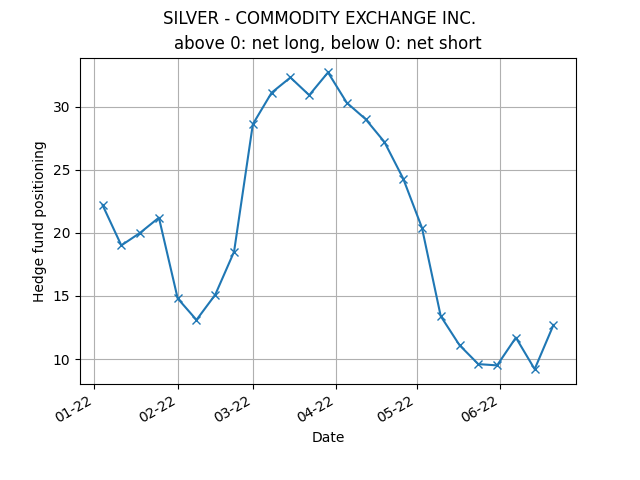 SILVER - COMMODITY EXCHANGE INC.
above 0: net long, below 0: net short
Hedge fund positioning
30
25
20
15
10
01-22
02-22
03-22
04-22
05-22
06-22
Date